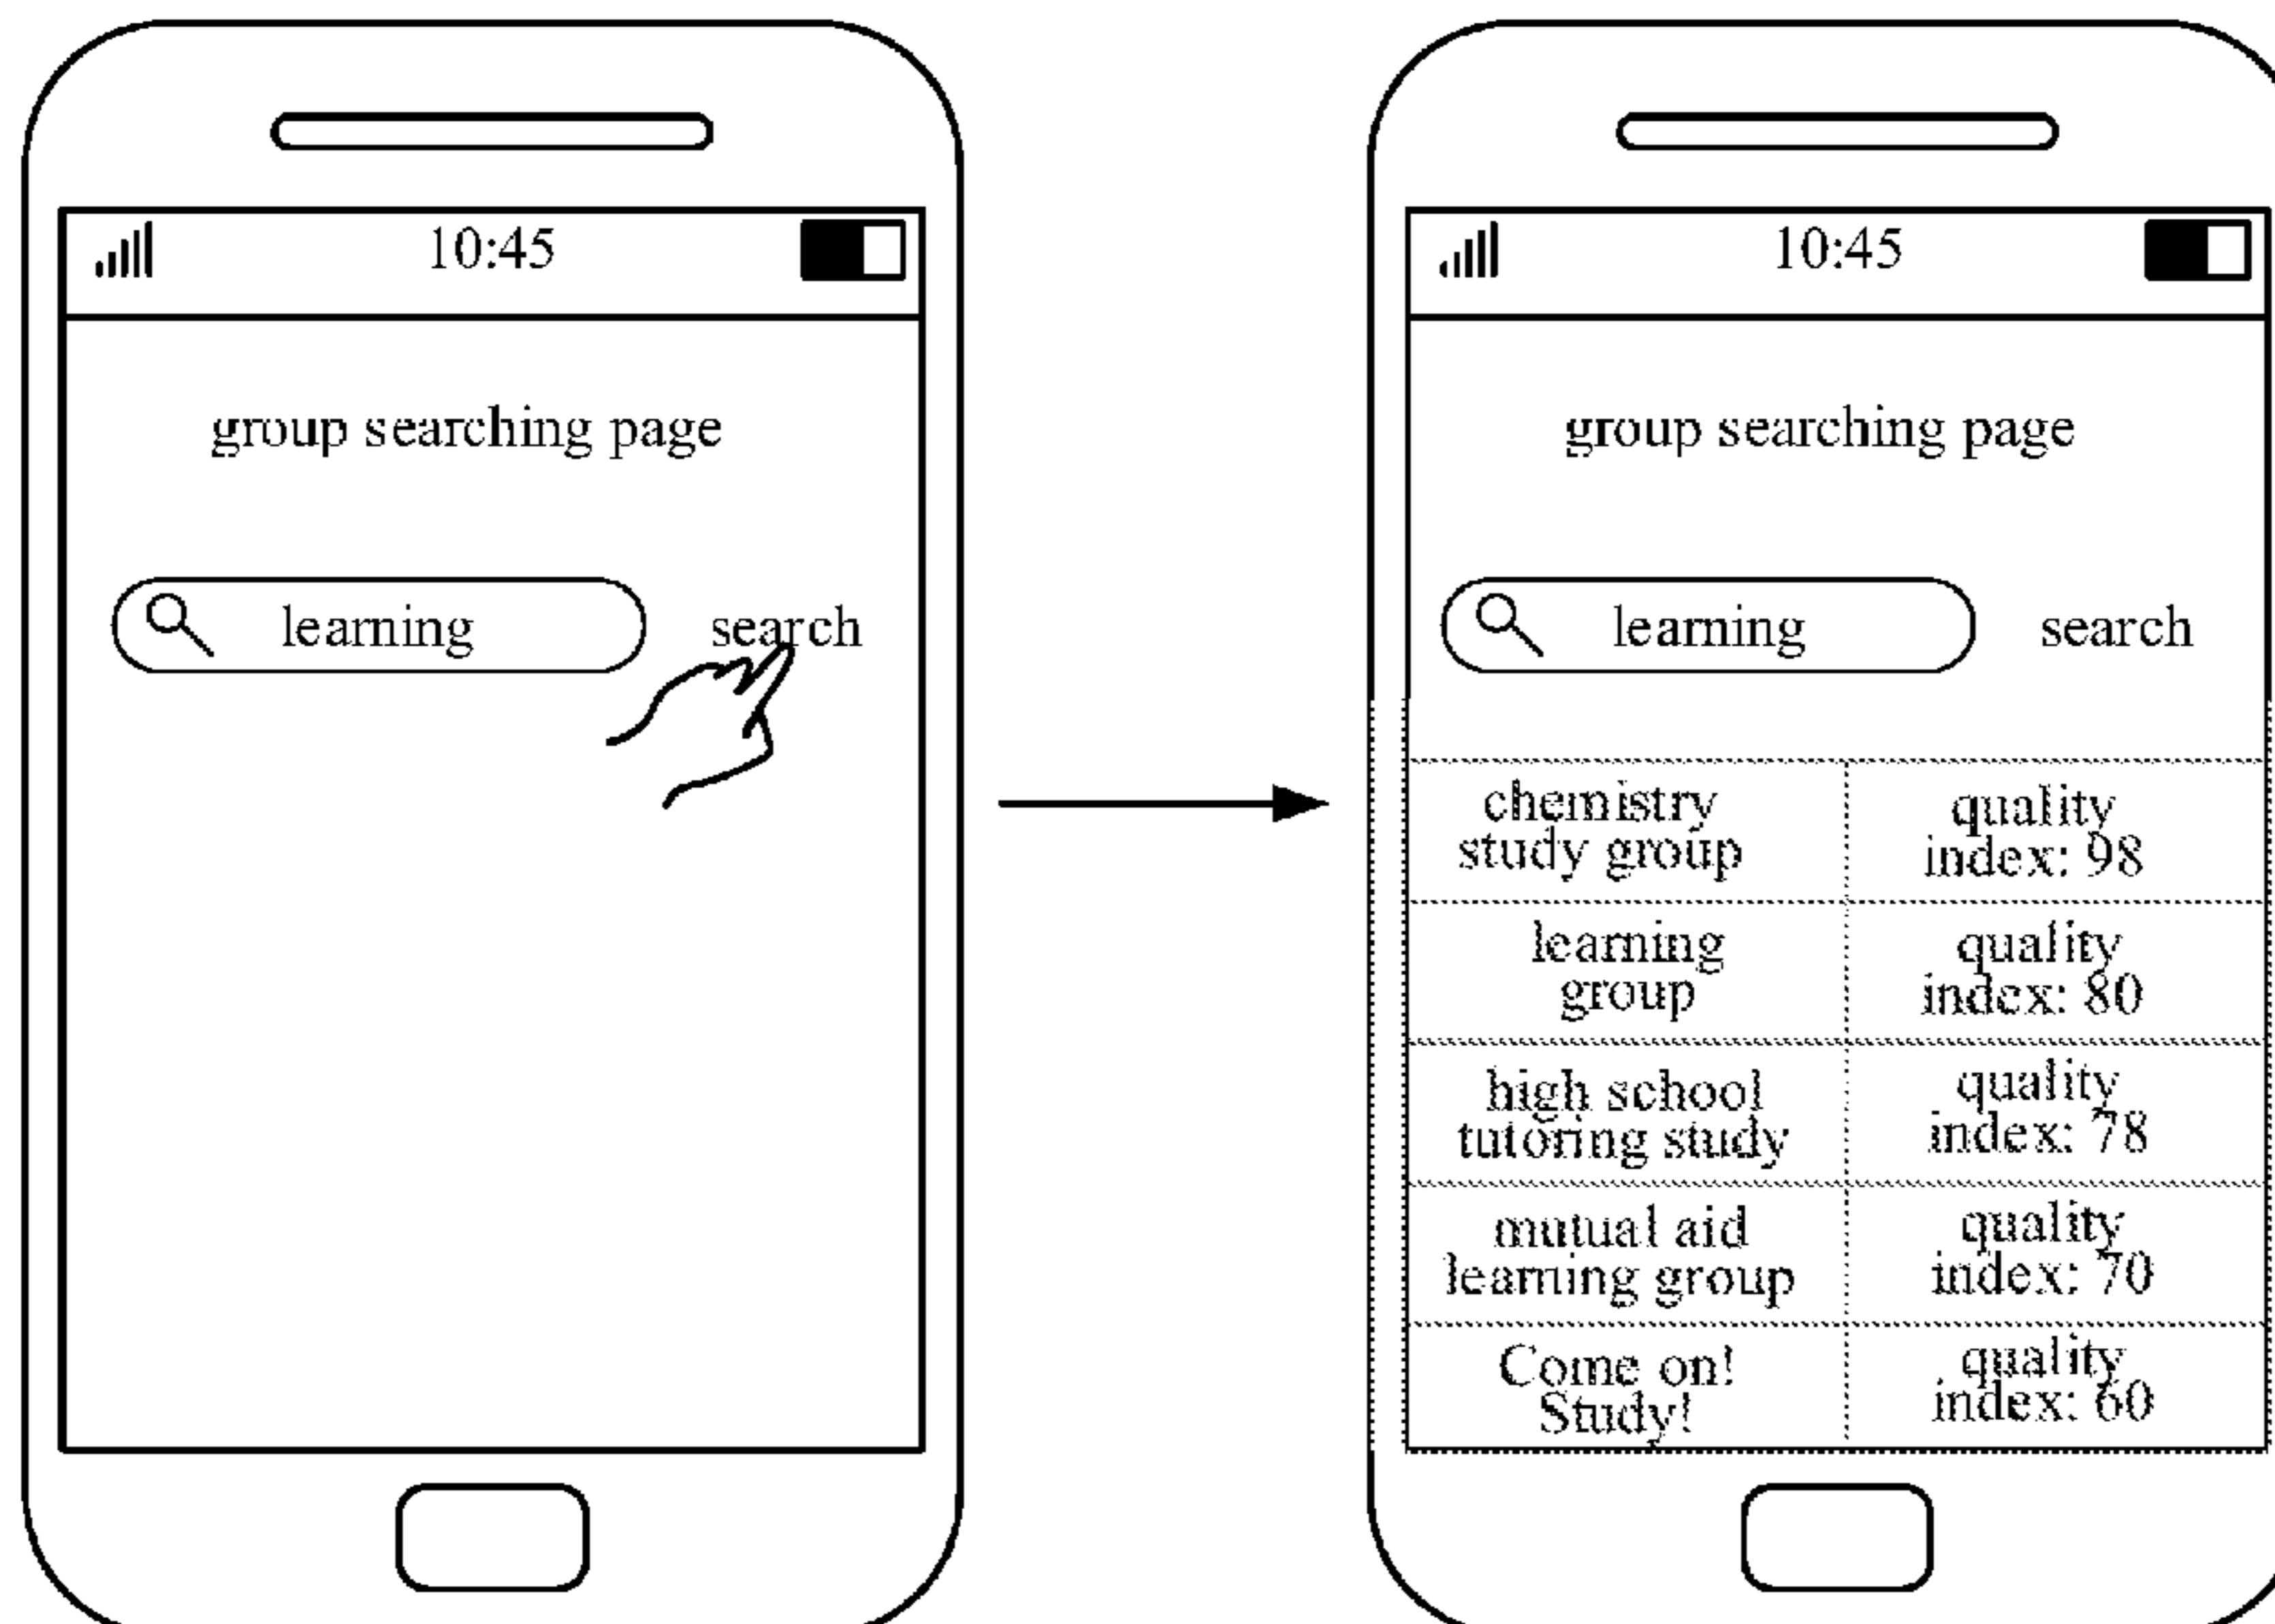 10:45
group searching page
learning
search
10:45
group searching page
learning
search
chemistry
study group
quality
index: 98
learning
group
quality
index: 80
high school
tutoring study
quality
index: 78
mutual aid
learning group
quality
index: 70
Come on!
Study!
quality
index: 60